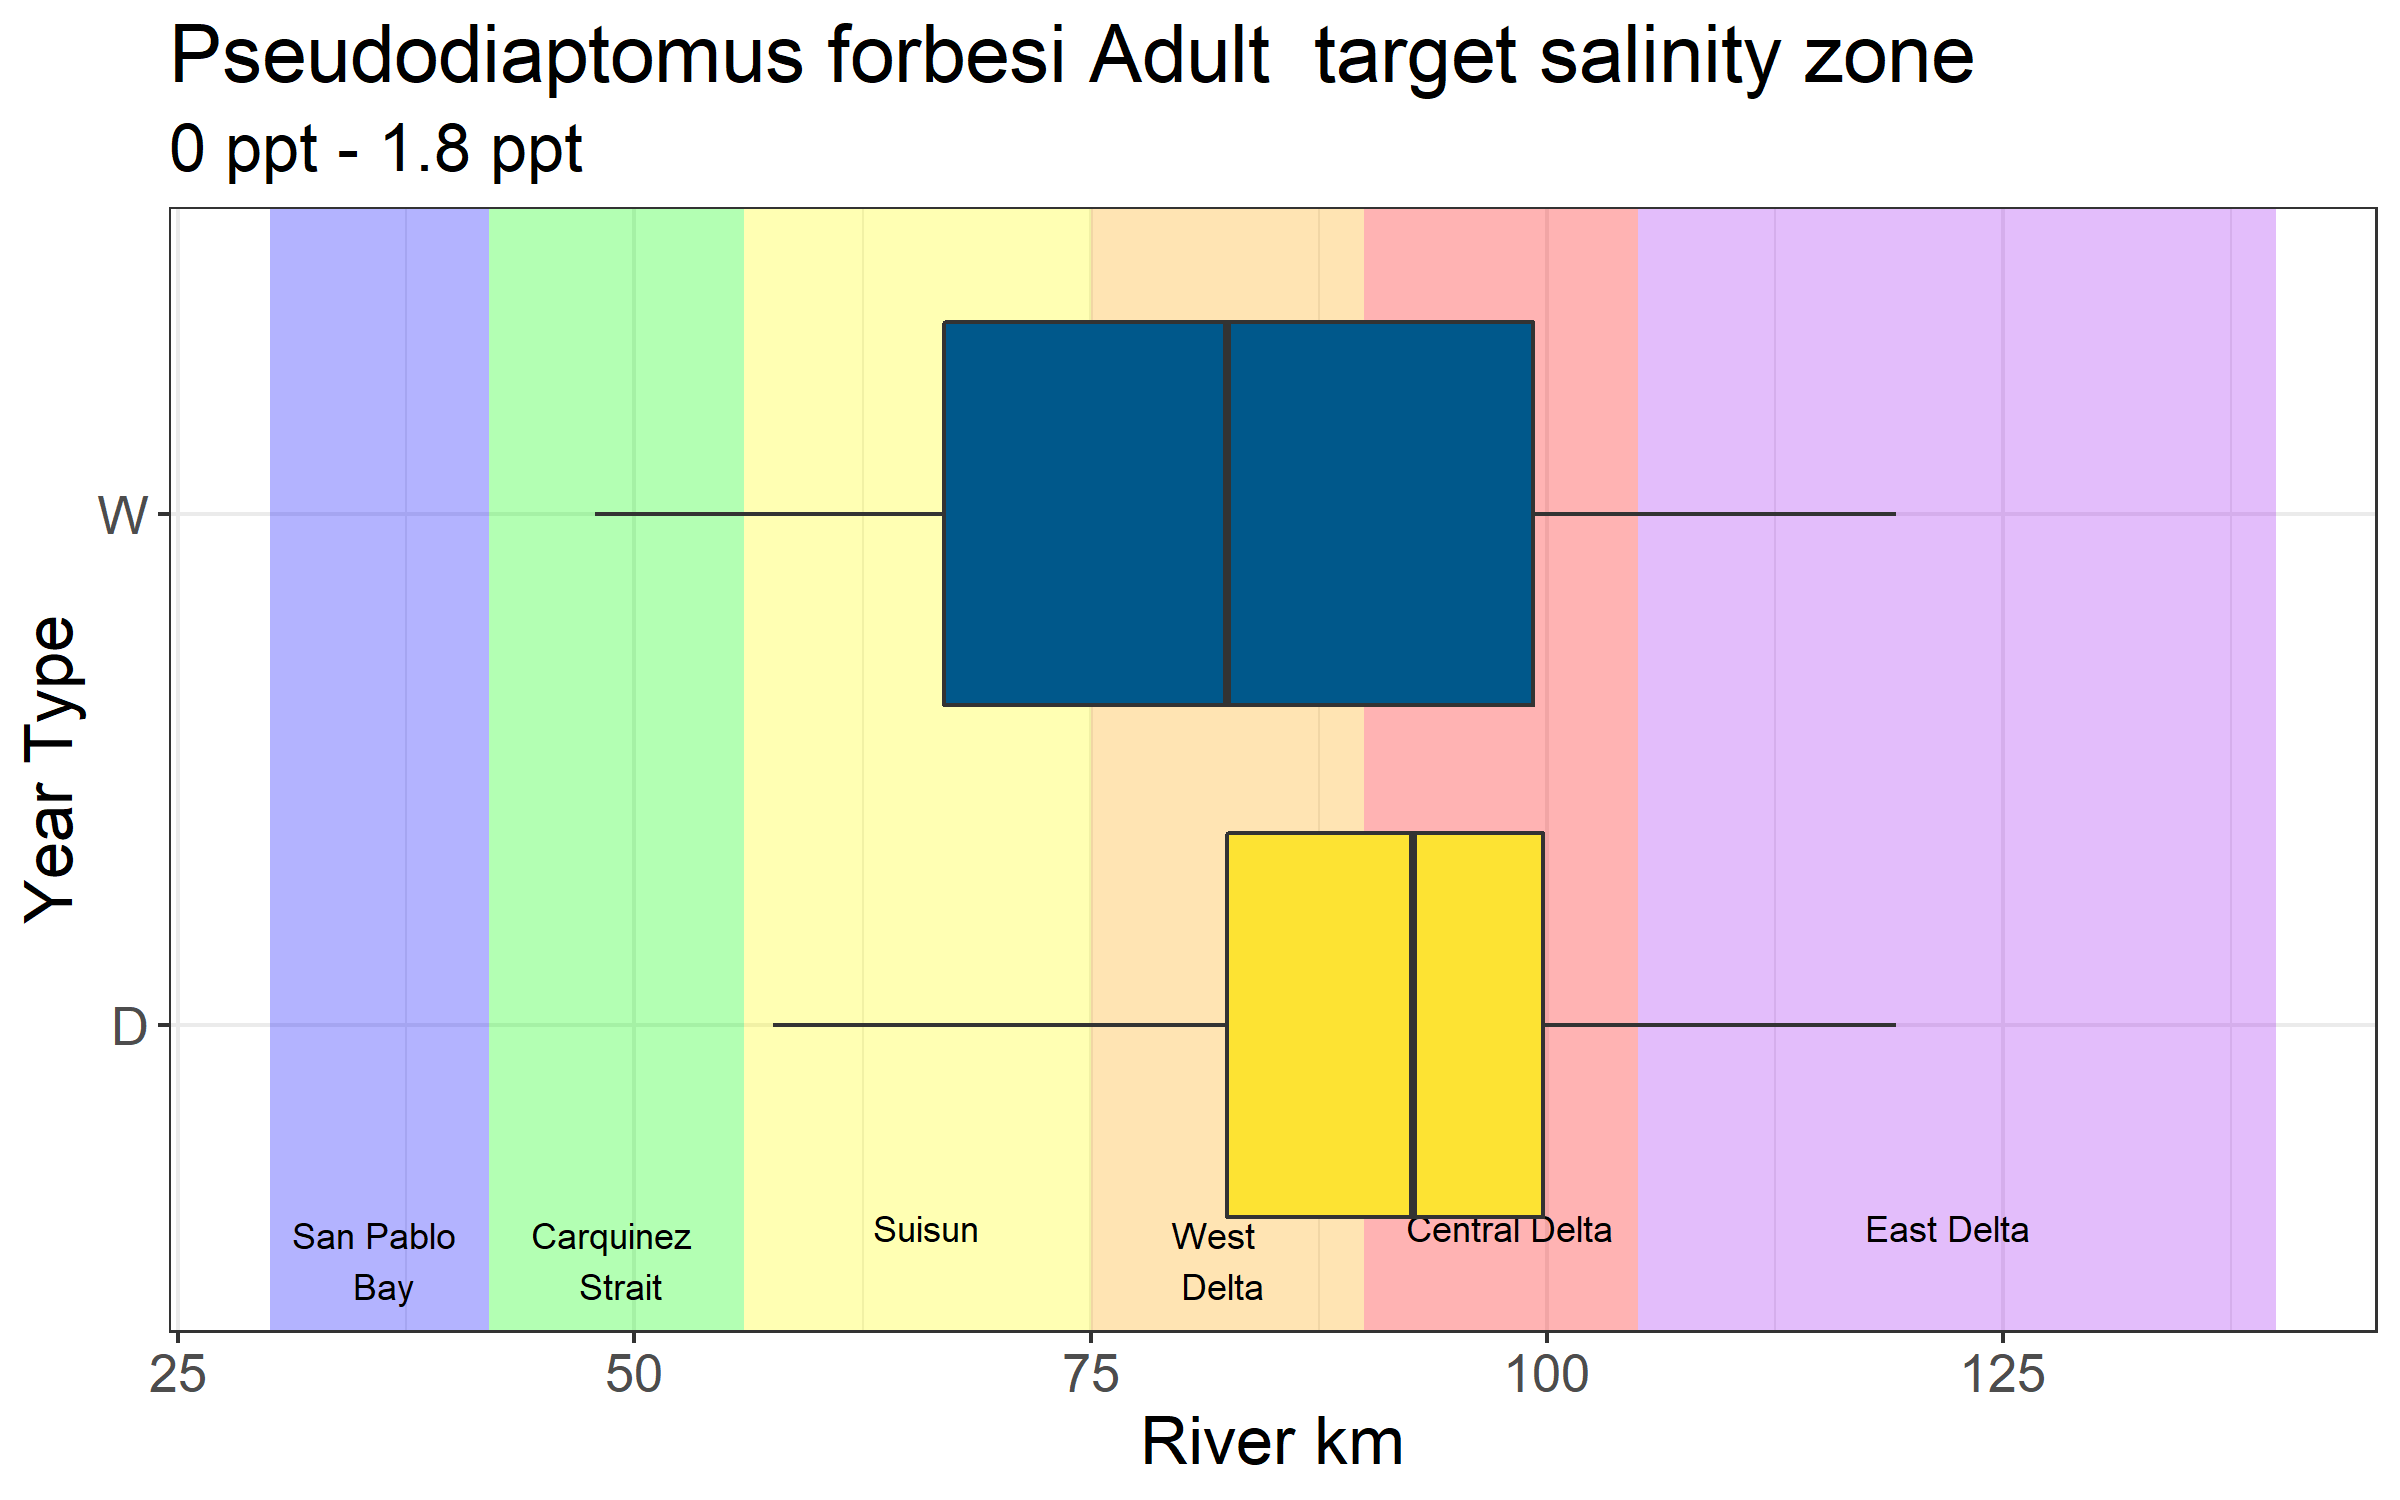 Pseudodiaptomus forbesi Adult  target salinity zone
0 ppt - 1.8 ppt
Year Type
W
D
San Pablo
Bay
Carquinez
Strait
Suisun
West
Delta
Central Delta
East Delta
25
50
75
100
125
River km